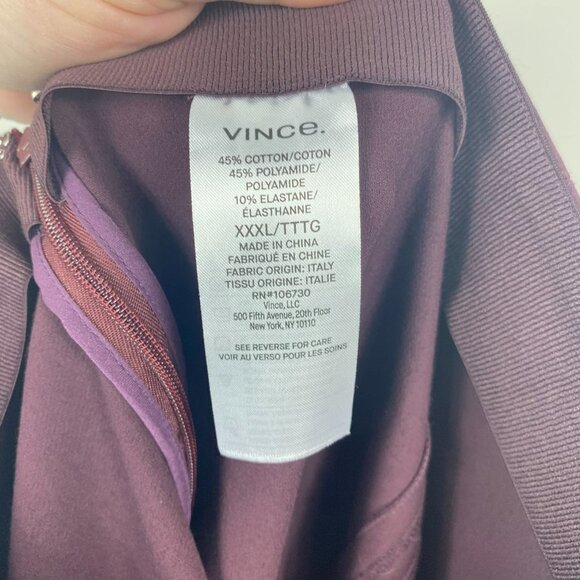 VINCE.
45% COTTON/COTON
45% POLYAMIDE/
POLYAMIDE
10% ELASTANE/
ÉLASTHANNE
XXXL/TTTG
MADE IN CHINA
FABRIQUÉ EN CHINE
FABRIC ORIGIN: ITALY
TISSU ORIGINE: ITALIE
RN#106730
Vince, LLC
500 Fifth Avenue, 20th Floor
New York, NY 10110
SEE REVERSE FOR CARE
VOIR AU VERSO POUR LES SOINS